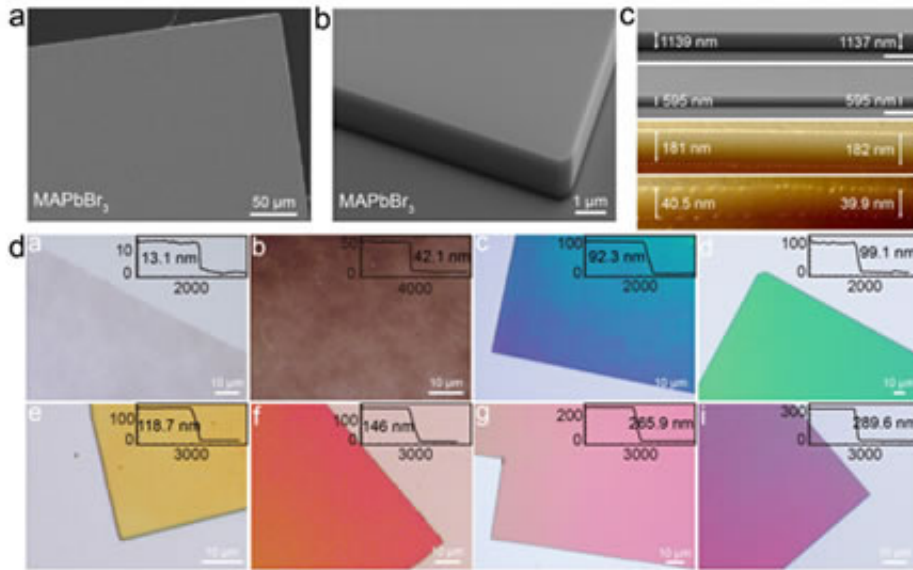 a
MAPbBr3
50 µm
b
MAPbBr3
1 µm
c
1139 nm 1137 nm
595 nm 595 nm
181 nm 182 nm
40.5 nm 39.9 nm
d
a
10
0
13.1 nm
2000
10 µm
b
50
0
42.1 nm
4000
10 µm
c
100
0
92.3 nm
2000
10 µm
d
100
0
99.1 nm
2000
10 µm
e
100
0
118.7 nm
3000
10 µm
f
100
0
146 nm
3000
10 µm
g
200
0
265.9 nm
3000
10 µm
i
300
0
289.6 nm
3000
10 µm